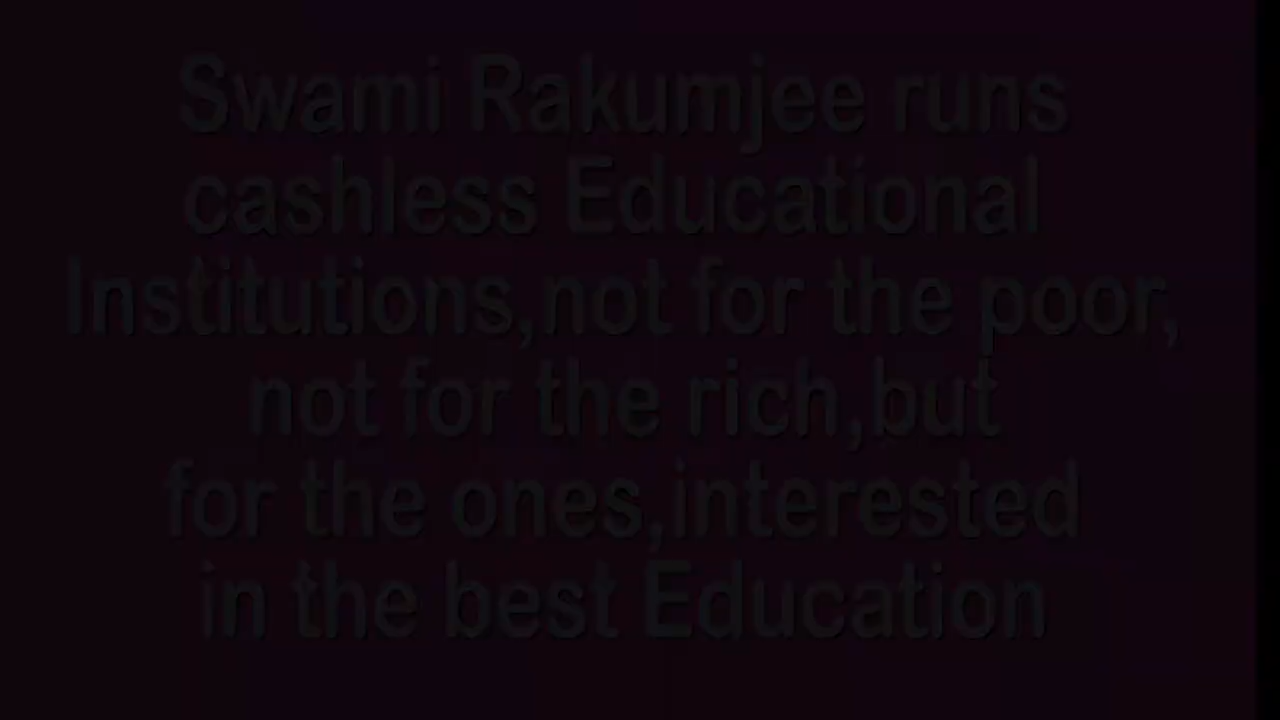 Swami Rakumjee runs
cashless Educational
Institutions,not for the poor,
not for the rich,but
for the ones,interested
in the best Education